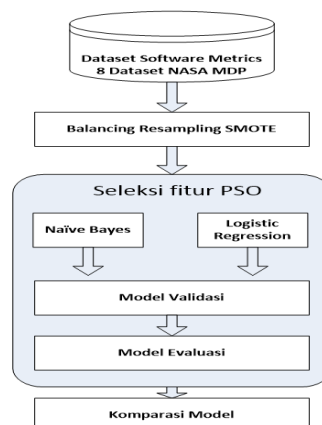 Dataset Software Metrics
8 Dataset NASA MDP
Balancing Resampling SMOTE
Seleksi fitur PSO
Naïve Bayes
Logistic
Regression
Model Validasi
Model Evaluasi
Komparasi Model